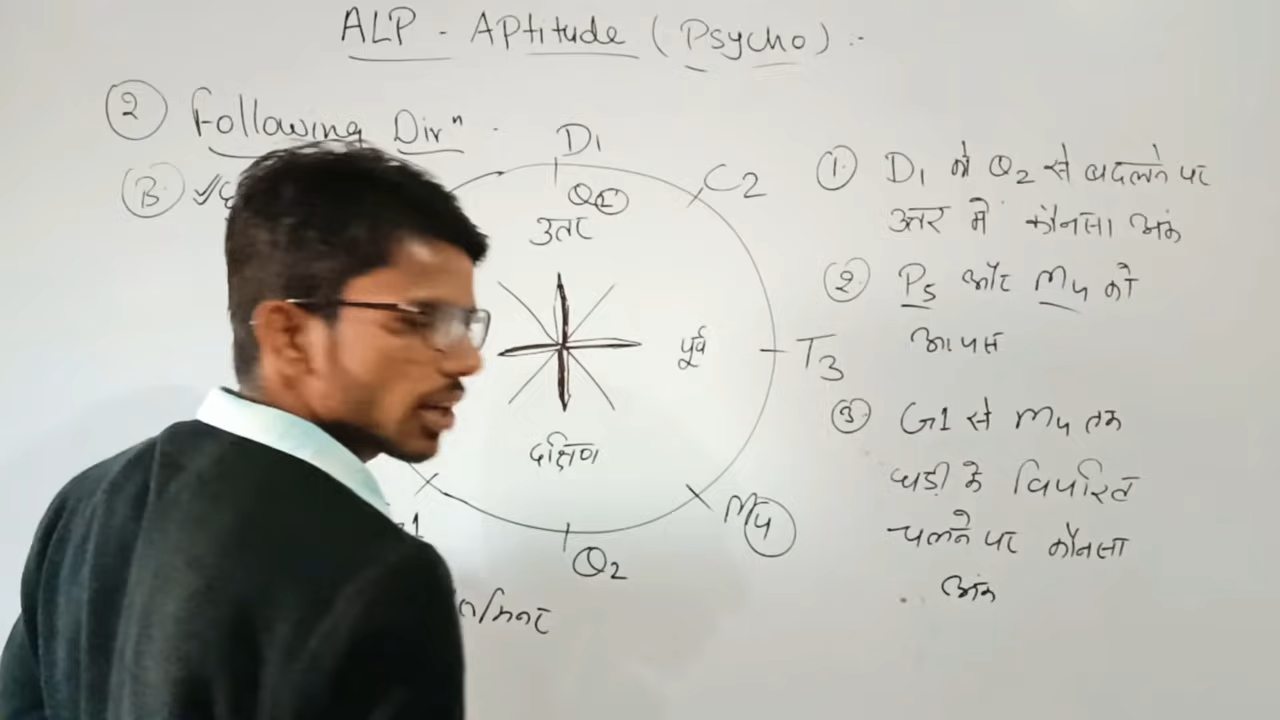 ALP - APtitude (Psycho) :-
2 Following Dirⁿ .
B
D1
Q2
उत्तर
C2
पूर्व
T3
दक्षिण
M4
Q2
1
1 D1 को Q2 से बदलने पर
उत्तर में कौनसा अंक
2 P5 और M4 को
आपस
3 G1 से M4 तक
घड़ी के विपरित
चलने पर कौनसा
अंक